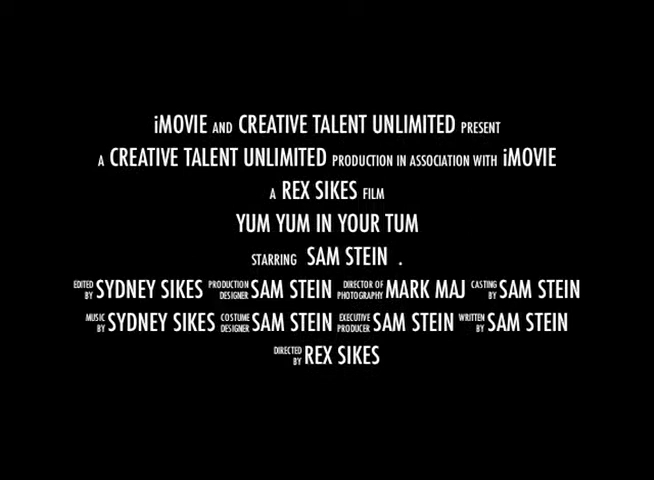 iMOVIE AND CREATIVE TALENT UNLIMITED PRESENT
A CREATIVE TALENT UNLIMITED PRODUCTION IN ASSOCIATION WITH iMOVIE
A REX SIKES FILM
YUM YUM IN YOUR TUM
STARRING SAM STEIN .
EDITED BY SYDNEY SIKES PRODUCTION DESIGNER SAM STEIN DIRECTOR OF PHOTOGRAPHY MARK MAJ CASTING BY SAM STEIN
MUSIC BY SYDNEY SIKES COSTUME DESIGNER SAM STEIN EXECUTIVE PRODUCER SAM STEIN WRITTEN BY SAM STEIN
DIRECTED BY REX SIKES